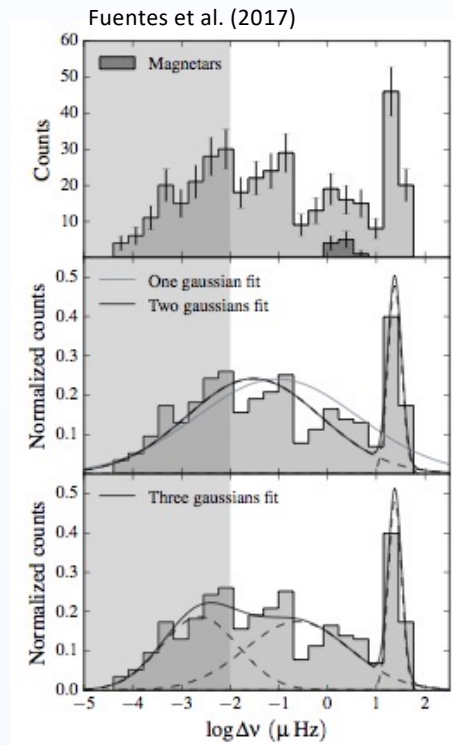 Fuentes et al. (2017)
60
50
40
30
20
10
Counts
Magnetars
0.5
0.4
0.3
0.2
0.1
Normalized counts
One gaussian fit
Two gaussians fit
0.5
0.4
0.3
0.2
0.1
0.0
Normalized counts
Three gaussians fit
−5 −4 −3 −2 −1 0 1 2
log Δν (μ Hz)